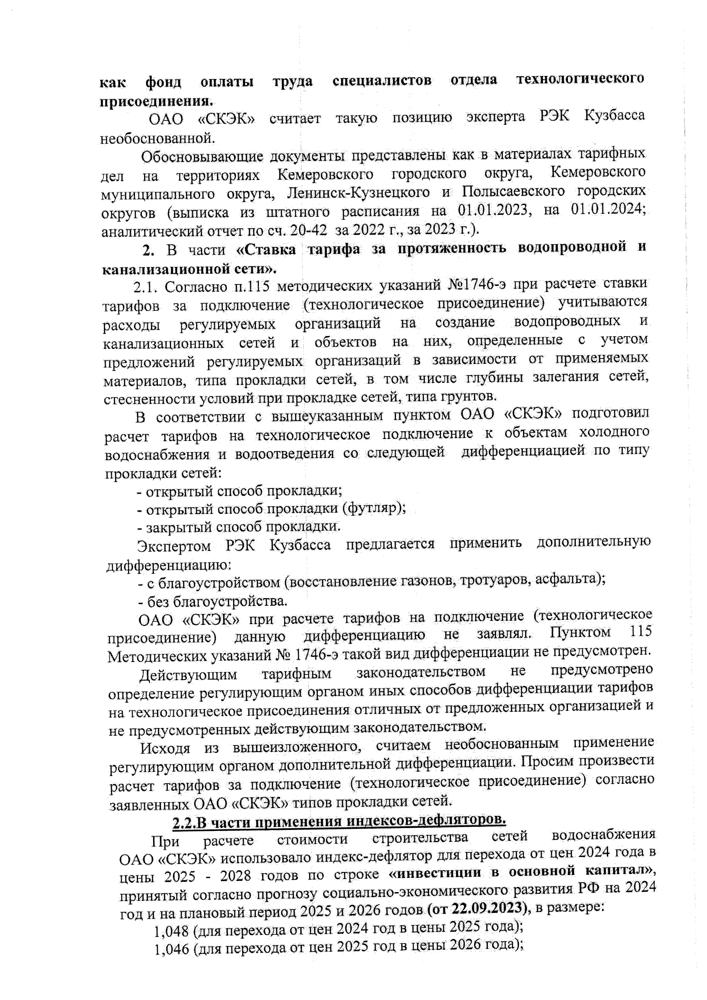 как фонд оплаты труда специалистов отдела технологического
присоединения.
ОАО «СКЭК» считает такую позицию эксперта РЭК Кузбасса
необоснованной.
Обосновывающие документы представлены как в материалах тарифных
дел на территориях Кемеровского городского округа, Кемеровского
муниципального округа, Ленинск-Кузнецкого и Полысаевского городских
округов (выписка из штатного расписания на 01.01.2023, на 01.01.2024;
аналитический отчет по сч. 20-42 за 2022 г., за 2023 г.).
2. В части «Ставка тарифа за протяженность водопроводной и
канализационной сети».
2.1. Согласно п.115 методических указаний №1746-э при расчете ставки
тарифов за подключение (технологическое присоединение) учитываются
расходы регулируемых организаций на создание водопроводных и
канализационных сетей и объектов на них, определенные с учетом
предложений регулируемых организаций в зависимости от применяемых
материалов, типа прокладки сетей, в том числе глубины залегания сетей,
стесненности условий при прокладке сетей, типа грунтов.
В соответствии с вышеуказанным пунктом ОАО «СКЭК» подготовил
расчет тарифов на технологическое подключение к объектам холодного
водоснабжения и водоотведения со следующей дифференциацией по типу
прокладки сетей:
- открытый способ прокладки;
- открытый способ прокладки (футляр);
- закрытый способ прокладки.
Экспертом РЭК Кузбасса предлагается применить дополнительную
дифференциацию:
- с благоустройством (восстановление газонов, тротуаров, асфальта);
- без благоустройства.
ОАО «СКЭК» при расчете тарифов на подключение (технологическое
присоединение) данную дифференциацию не заявлял. Пунктом 115
Методических указаний № 1746-э такой вид дифференциации не предусмотрен.
Действующим тарифным законодательством не предусмотрено
определение регулирующим органом иных способов дифференциации тарифов
на технологическое присоединения отличных от предложенных организацией и
не предусмотренных действующим законодательством.
Исходя из вышеизложенного, считаем необоснованным применение
регулирующим органом дополнительной дифференциации. Просим произвести
расчет тарифов за подключение (технологическое присоединение) согласно
заявленных ОАО «СКЭК» типов прокладки сетей.
2.2.В части применения индексов-дефляторов.
При расчете стоимости строительства сетей водоснабжения
ОАО «СКЭК» использовало индекс-дефлятор для перехода от цен 2024 года в
цены 2025 - 2028 годов по строке «инвестиции в основной капитал»,
принятый согласно прогнозу социально-экономического развития РФ на 2024
год и на плановый период 2025 и 2026 годов (от 22.09.2023), в размере:
1,048 (для перехода от цен 2024 год в цены 2025 года);
1,046 (для перехода от цен 2025 год в цены 2026 года);